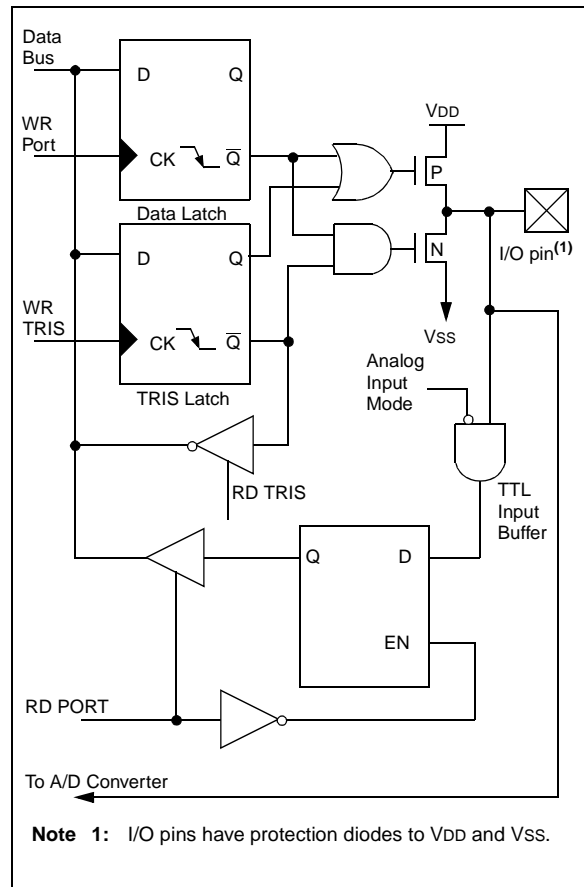 Data
Bus
D
Q
WR
Port
CK
Q̅
VDD
P
Data Latch
N
I/O pin(1)
D
Q
WR
TRIS
CK
Q̅
VSS
TRIS Latch
Analog
Input
Mode
RD TRIS
TTL
Input
Buffer
Q
D
EN
RD PORT
To A/D Converter
Note 1: I/O pins have protection diodes to VDD and VSS.